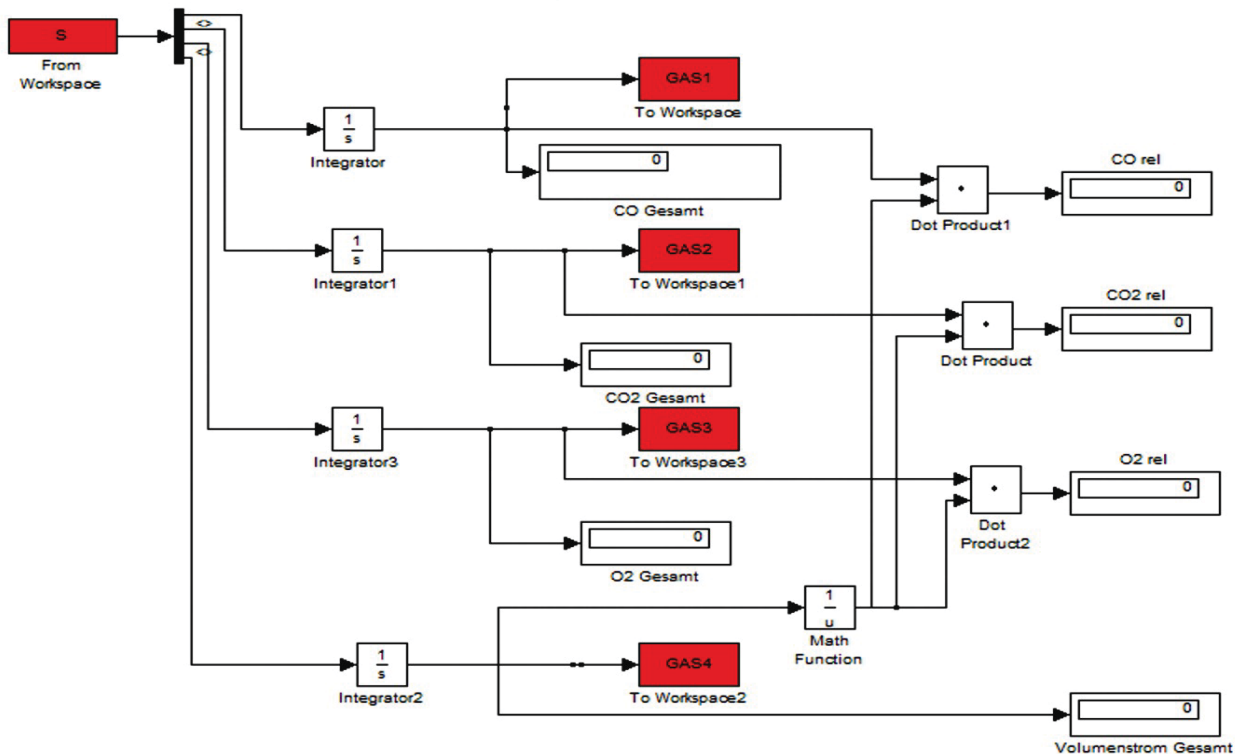 S
From
Workspace
<>
<>
1
s
Integrator
GAS1
To Workspace
0
CO Gesamt
Dot Product1
CO rel
0
1
s
Integrator1
GAS2
To Workspace1
0
CO2 Gesamt
Dot Product
CO2 rel
0
1
s
Integrator3
GAS3
To Workspace3
0
O2 Gesamt
Dot
Product2
O2 rel
0
1
u
Math
Function
1
s
Integrator2
GAS4
To Workspace2
0
Volumenstrom Gesamt